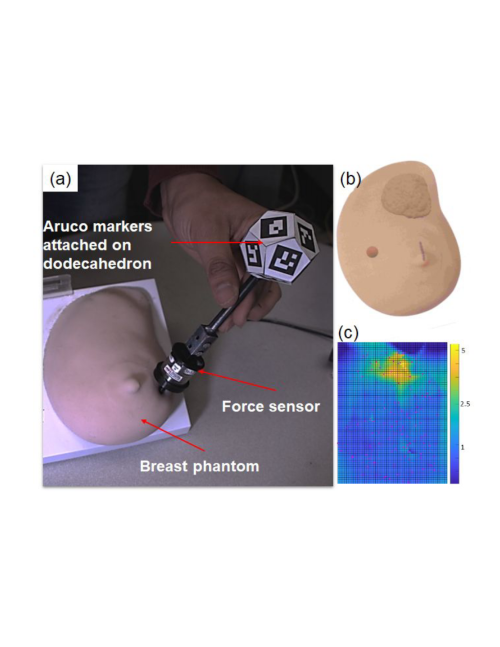 (a)
Aruco markers
attached on
dodecahedron
Force sensor
Breast phantom
(b)
(c)
5
2.5
1